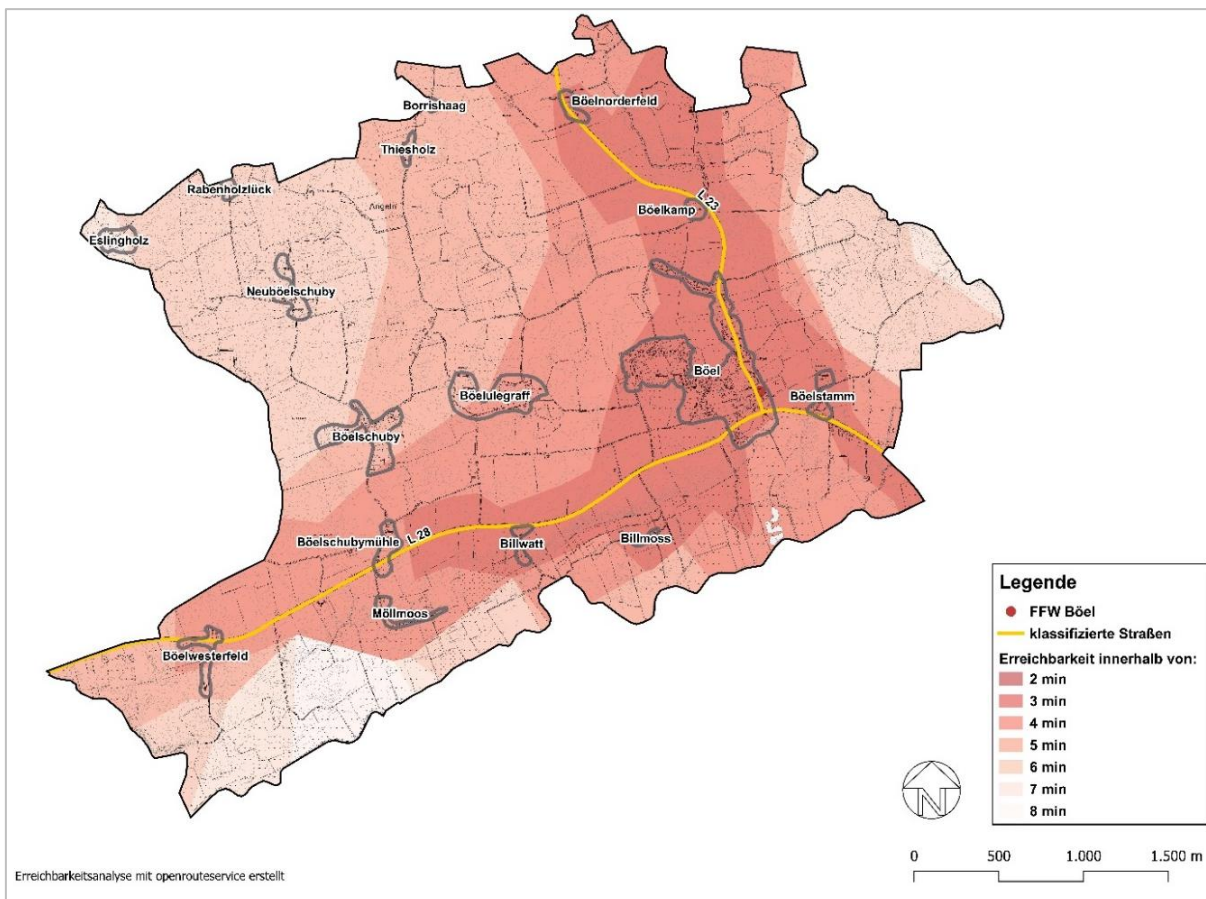 Borrishaag
Böelnorderfeld
Thiesholz
Rabenholzlück
L 23
Angeln
Böelkamp
Eslingholz
Neuböelschuby
Böel
Böelulegraff
Böelstamm
Böelschuby
L 28
Böelschubymühle
Billwatt
Billmoss
Möllmoos
Böelwesterfeld
Legende
FFW Böel
klassifizierte Straßen
Erreichbarkeit innerhalb von:
2 min
3 min
4 min
5 min
6 min
7 min
8 min
N
0 500 1.000 1.500 m
Erreichbarkeitsanalyse mit openrouteservice erstellt